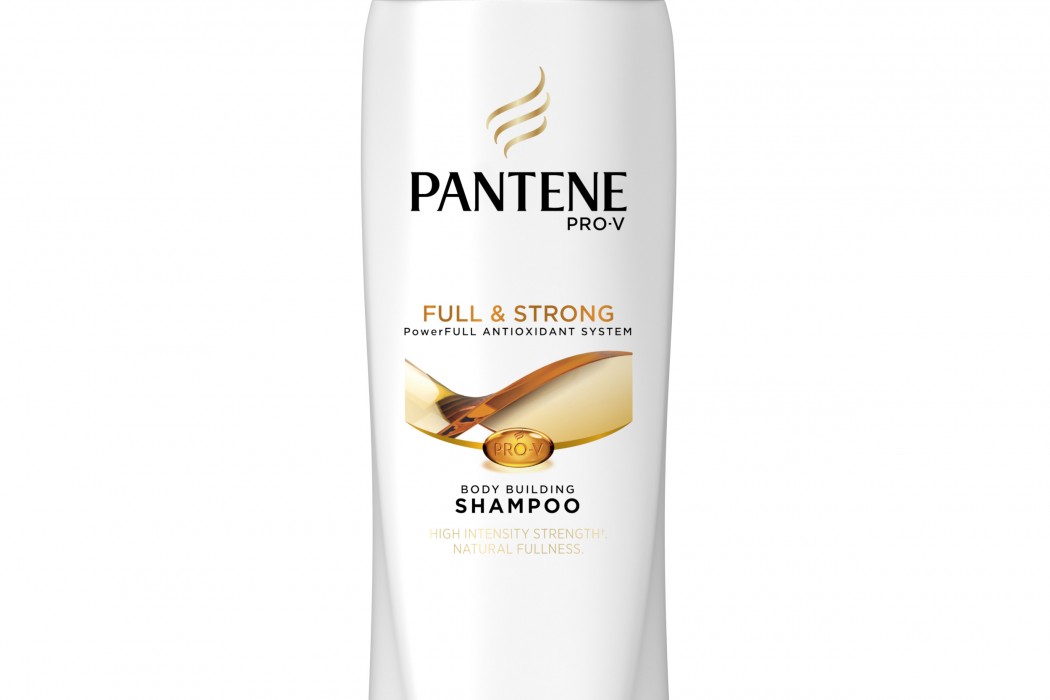 PANTENE
PRO·V
FULL & STRONG
PowerFULL ANTIOXIDANT SYSTEM
PRO-V
BODY BUILDING
SHAMPOO
HIGH INTENSITY STRENGTH†.
NATURAL FULLNESS.